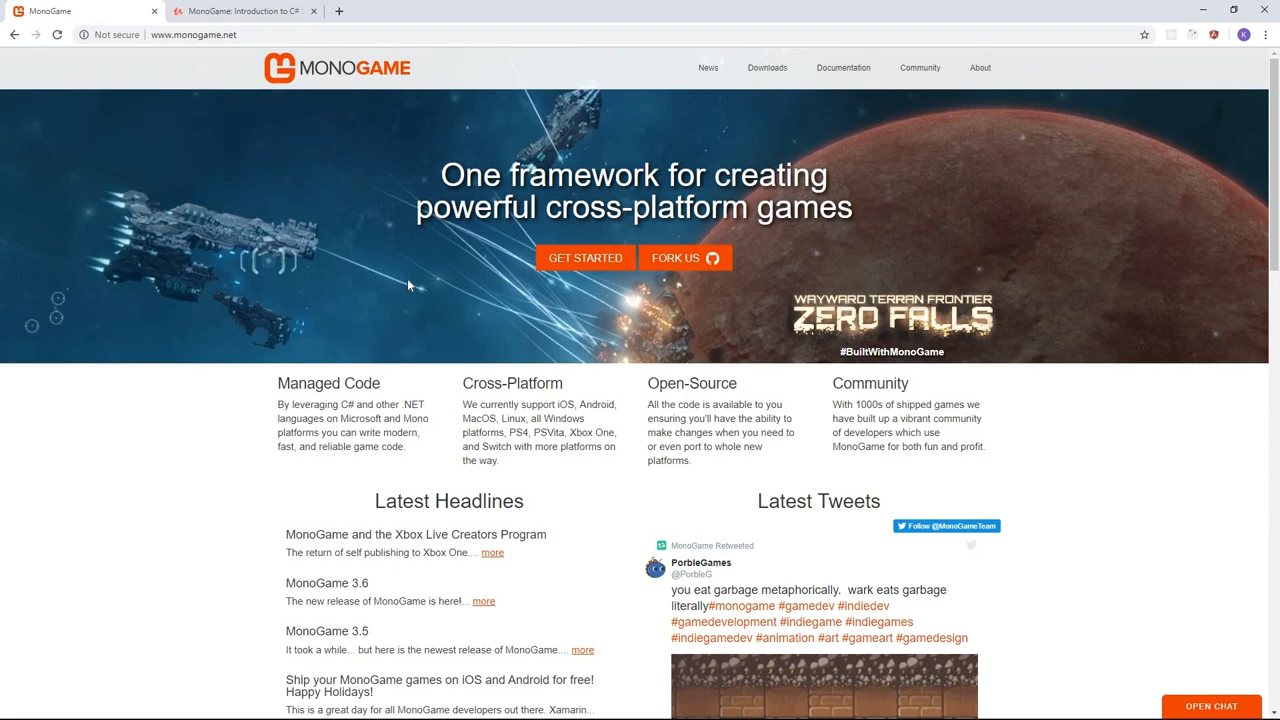 MonoGame
MonoGame: Introduction to C#
Not secure
www.monogame.net
K
MONOGAME
News
Downloads
Documentation
Community
About
One framework for creating
powerful cross-platform games
GET STARTED
FORK US
WAYWARD TERRAN FRONTIER
ZERO FALLS
#BuiltWithMonoGame
Managed Code
By leveraging C# and other .NET
languages on Microsoft and Mono
platforms you can write modern,
fast, and reliable game code.
Cross-Platform
We currently support iOS, Android,
MacOS, Linux, all Windows
platforms, PS4, PSVita, Xbox One,
and Switch with more platforms on
the way.
Open-Source
All the code is available to you
ensuring you'll have the ability to
make changes when you need to
or even port to whole new
platforms.
Community
With 1000s of shipped games we
have built up a vibrant community
of developers which use
MonoGame for both fun and profit.
Latest Headlines
MonoGame and the Xbox Live Creators Program
The return of self publishing to Xbox One.... more
MonoGame 3.6
The new release of MonoGame is here!... more
MonoGame 3.5
It took a while... but here is the newest release of MonoGame.... more
Ship your MonoGame games on iOS and Android for free!
Happy Holidays!
This is a great day for all MonoGame developers out there. Xamarin...
Latest Tweets
Follow @MonoGameTeam
MonoGame Retweeted
PorbleGames
@PorbleG
you eat garbage metaphorically. wark eats garbage
literally#monogame #gamedev #indiedev
#gamedevelopment #indiegame #indiegames
#indiegamedev #animation #art #gameart #gamedesign
OPEN CHAT